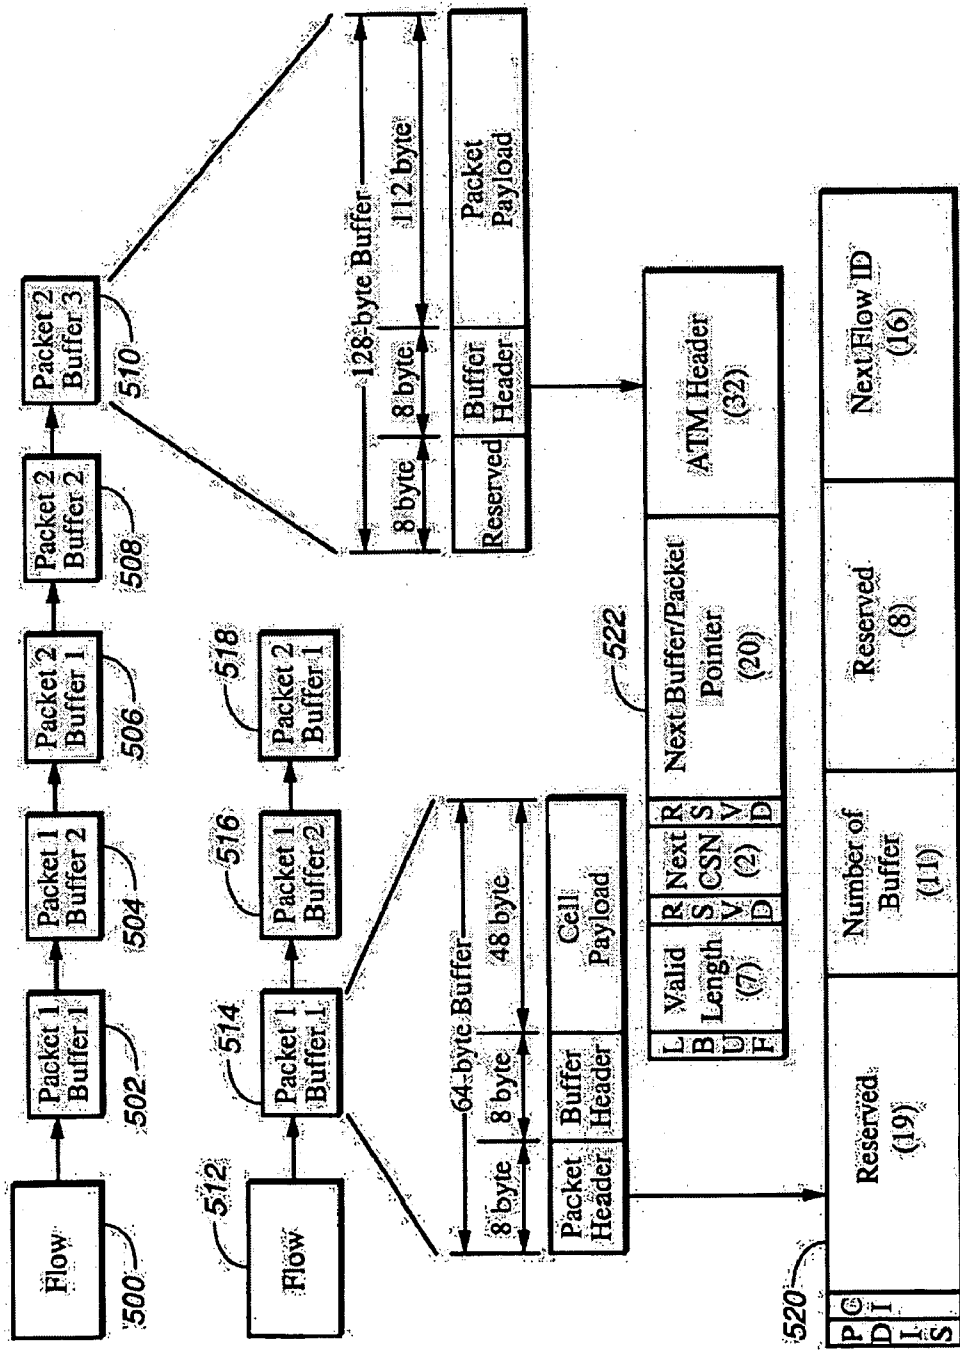 Flow
500
Packet 1
Buffer 1
502
Packet 1
Buffer 2
504
Packet 2
Buffer 1
506
Packet 2
Buffer 2
508
Packet 2
Buffer 3
510
Flow
512
Packet 1
Buffer 1
514
Packet 1
Buffer 2
516
Packet 2
Buffer 1
518
128-byte Buffer
8 byte
8 byte
112 byte
Reserved
Buffer
Header
Packet
Payload
64-byte Buffer
8 byte
8 byte
48 byte
Packet
Header
Buffer
Header
Cell
Payload
522
L
B
U
F
Valid
Length
(7)
R
S
V
D
Next
CSN
(2)
R
S
V
D
Next Buffer/Packet
Pointer
(20)
ATM Header
(32)
520
P
D
I
S
C
I
Reserved
(19)
Number of
Buffer
(11)
Reserved
(8)
Next Flow ID
(16)